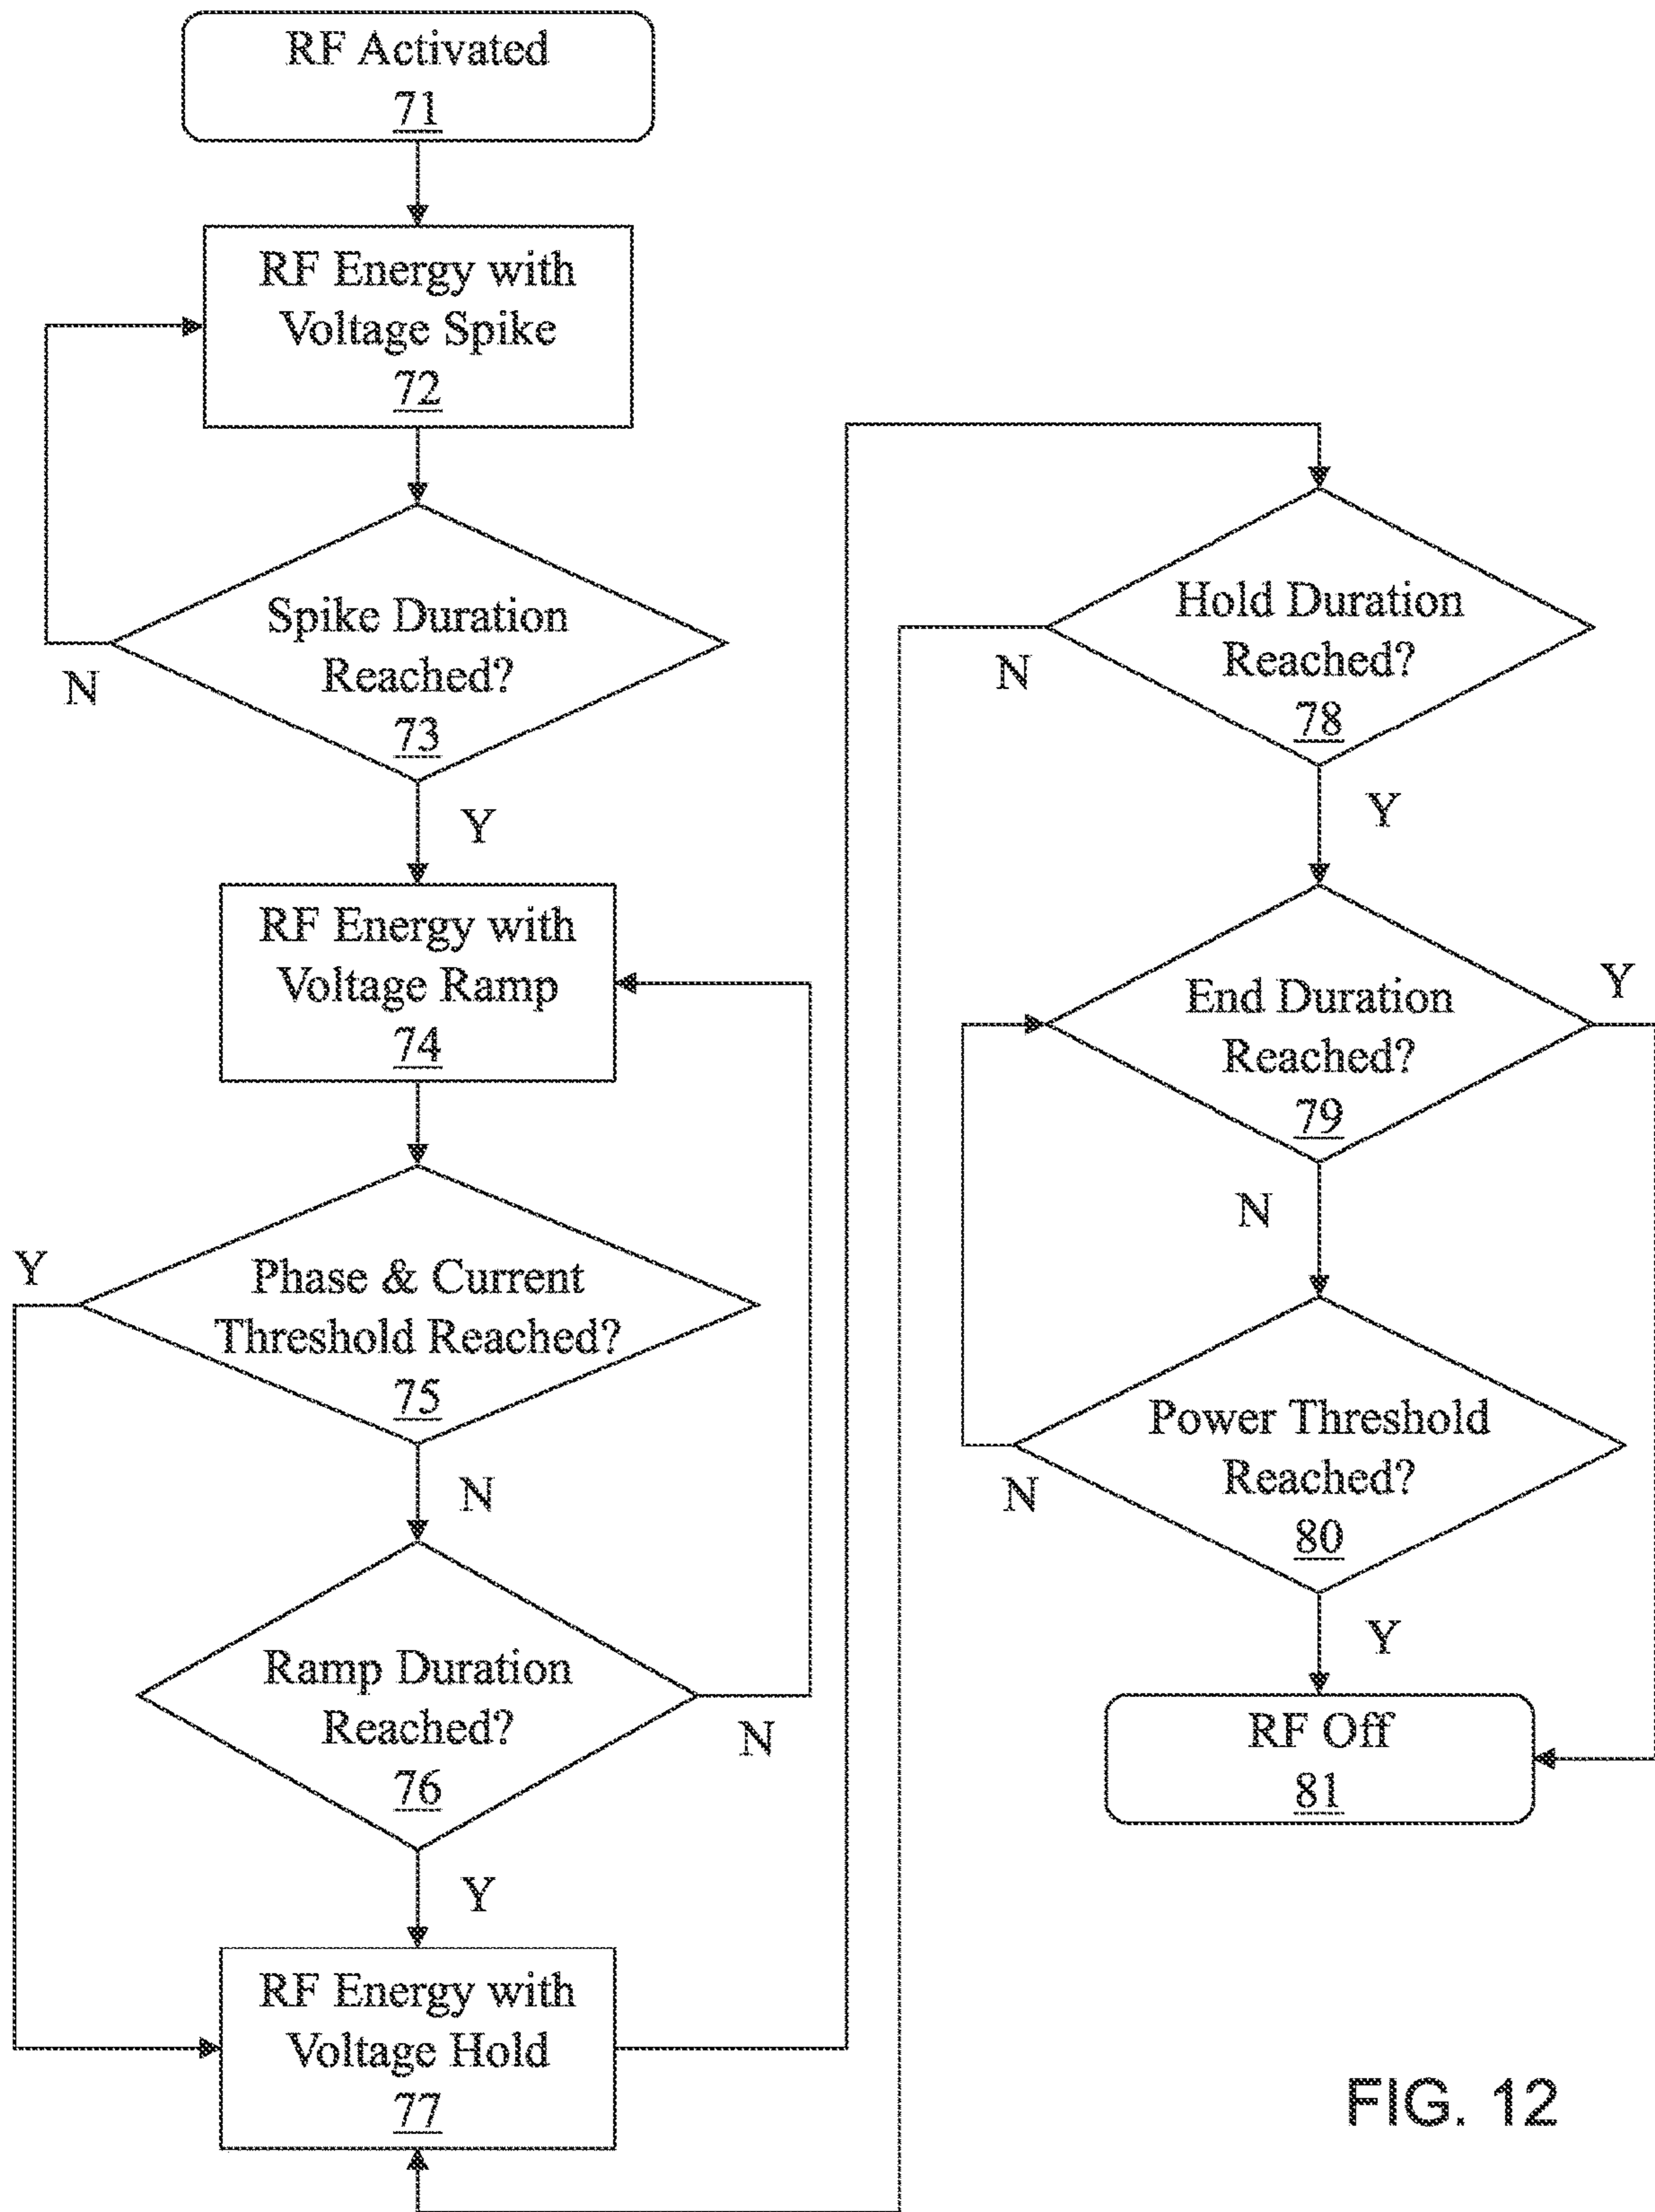 RF Activated
71
RF Energy with
Voltage Spike
72
Spike Duration
Reached?
73
N
Y
RF Energy with
Voltage Ramp
74
Y
Phase & Current
Threshold Reached?
75
N
Ramp Duration
Reached?
76
N
Y
RF Energy with
Voltage Hold
77
Hold Duration
Reached?
78
N
Y
End Duration
Reached?
79
Y
N
Power Threshold
Reached?
80
N
Y
RF Off
81
FIG. 12